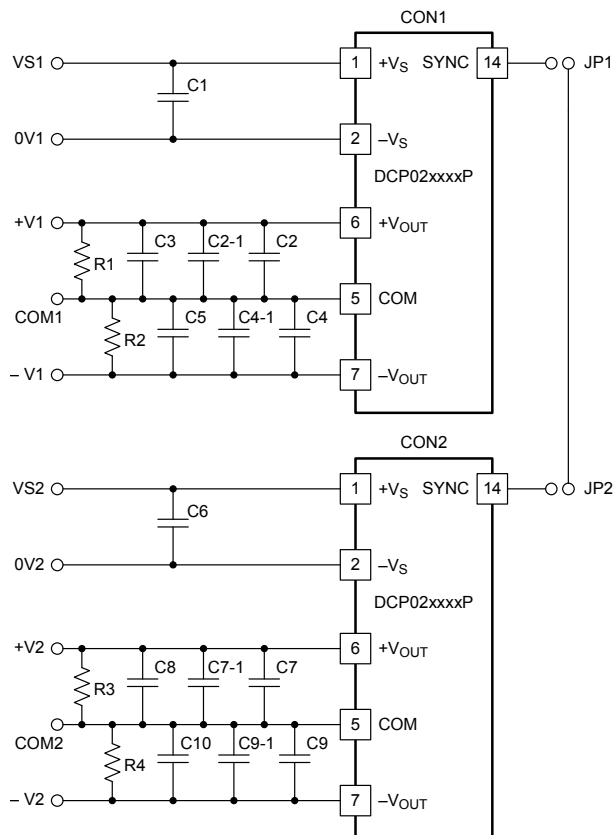 CON1
VS1
1
+VS
SYNC
14
JP1
C1
0V1
2
–VS
DCP02xxxxP
+V1
6
+VOUT
R1
C3
C2-1
C2
COM1
5
COM
R2
C5
C4-1
C4
– V1
7
–VOUT
CON2
VS2
1
+VS
SYNC
14
JP2
C6
0V2
2
–VS
DCP02xxxxP
+V2
6
+VOUT
R3
C8
C7-1
C7
COM2
5
COM
R4
C10
C9-1
C9
– V2
7
–VOUT